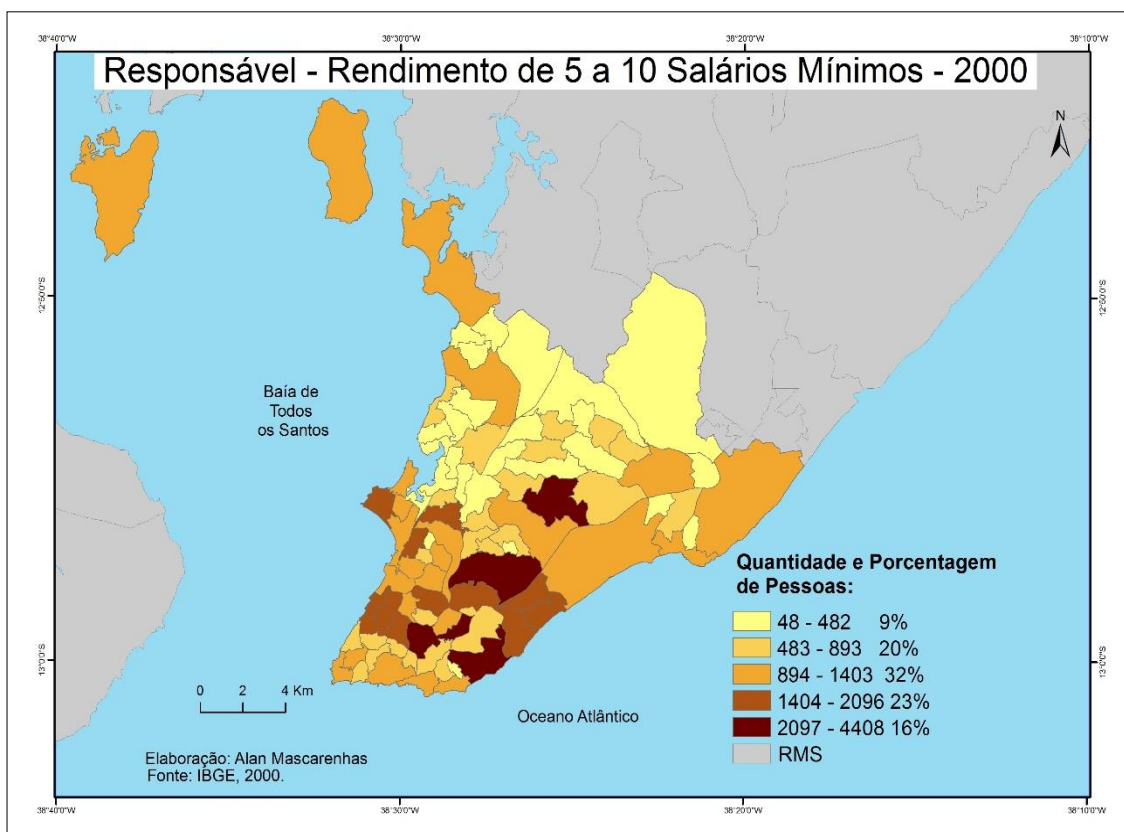 38°40'0"W 38°30'0"W 38°20'0"W 38°10'0"W
Responsável - Rendimento de 5 a 10 Salários Mínimos - 2000
N
12°50'0"S 12°50'0"S
Baía de
Todos
os Santos
Quantidade e Porcentagem
de Pessoas:
48 - 482 9%
483 - 893 20%
894 - 1403 32%
1404 - 2096 23%
2097 - 4408 16%
RMS
13°0'0"S 13°0'0"S
0 2 4 Km
Oceano Atlântico
Elaboração: Alan Mascarenhas
Fonte: IBGE, 2000.
38°40'0"W 38°30'0"W 38°20'0"W 38°10'0"W